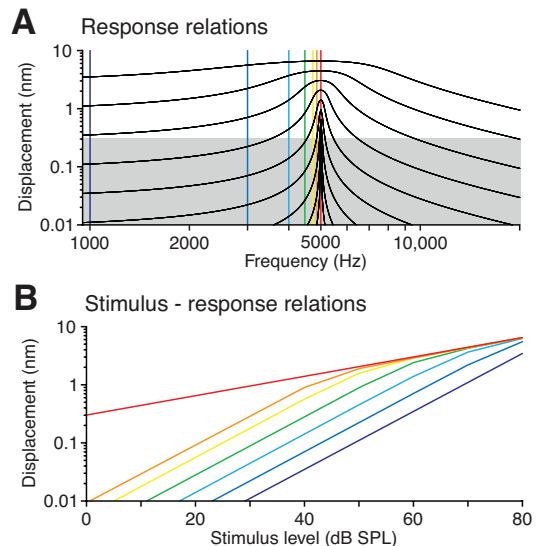 A Response relations
Displacement (nm)
10
1
0.1
0.01
1000 2000 5000 10,000
Frequency (Hz)
B Stimulus - response relations
Displacement (nm)
10
1
0.1
0.01
0 20 40 60 80
Stimulus level (dB SPL)